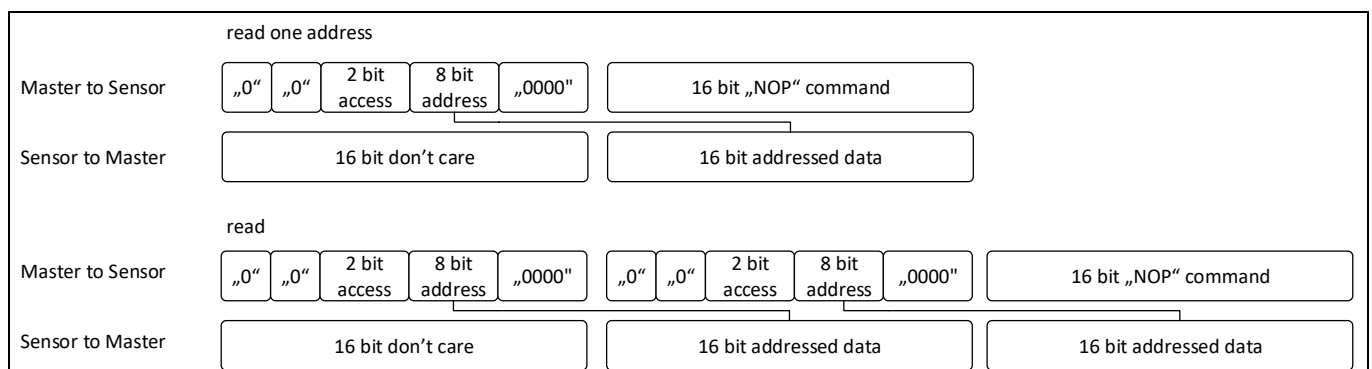 read one address
Master to Sensor „0“ „0“ 2 bit access 8 bit address „0000" 16 bit „NOP“ command
Sensor to Master 16 bit don’t care 16 bit addressed data
read
Master to Sensor „0“ „0“ 2 bit access 8 bit address „0000" „0“ „0“ 2 bit access 8 bit address „0000" 16 bit „NOP“ command
Sensor to Master 16 bit don’t care 16 bit addressed data 16 bit addressed data